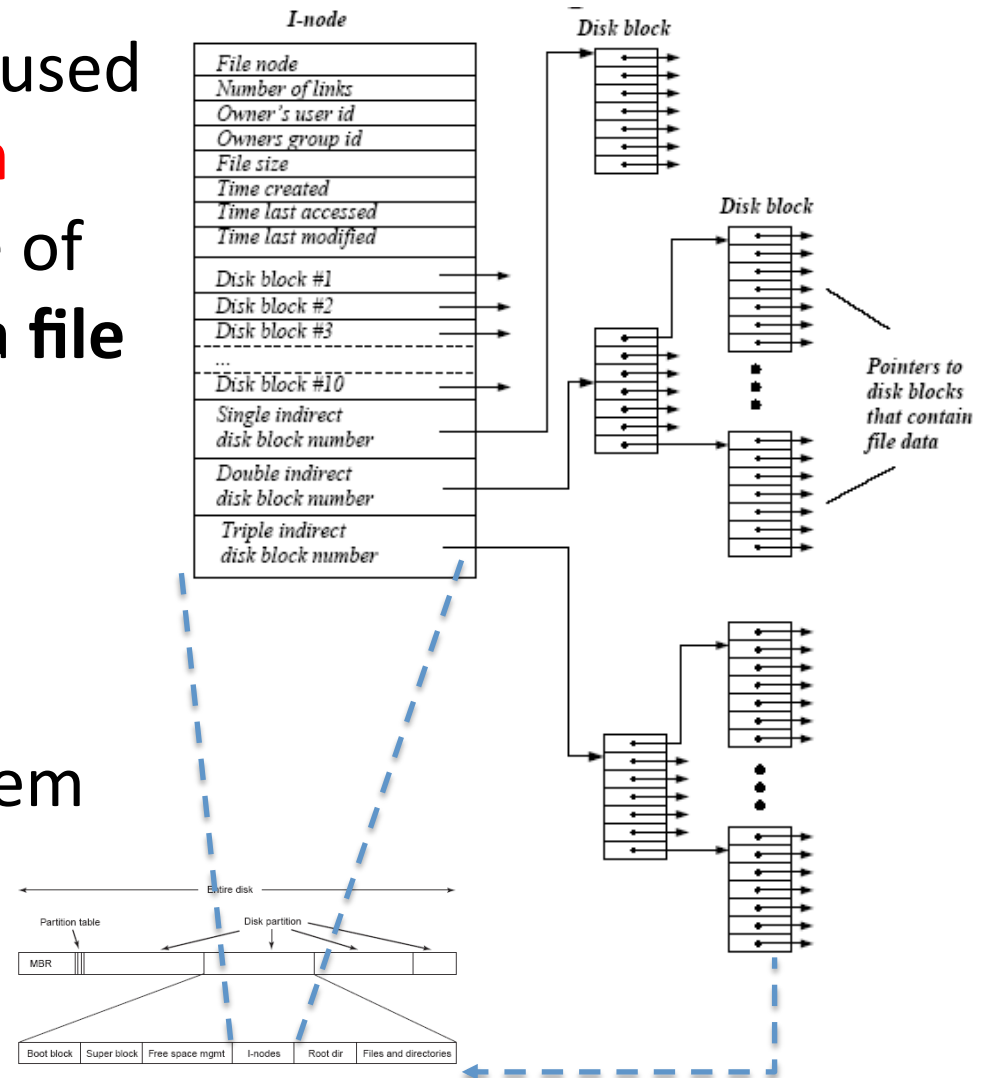 I-node
Disk block
used
File node
Number of links
Owner's user id
Owners group id
File size
Time created
Time last accessed
Time last modified
of
a file
Disk block #1
Disk block #2
Disk block #3
...
Disk block #10
Single indirect
disk block number
Double indirect
disk block number
Triple indirect
disk block number
Disk block
Pointers to
disk blocks
that contain
file data
em
Entire disk
Partition table
Disk partition
MBR
Boot block
Super block
Free space mgmt
I-nodes
Root dir
Files and directories